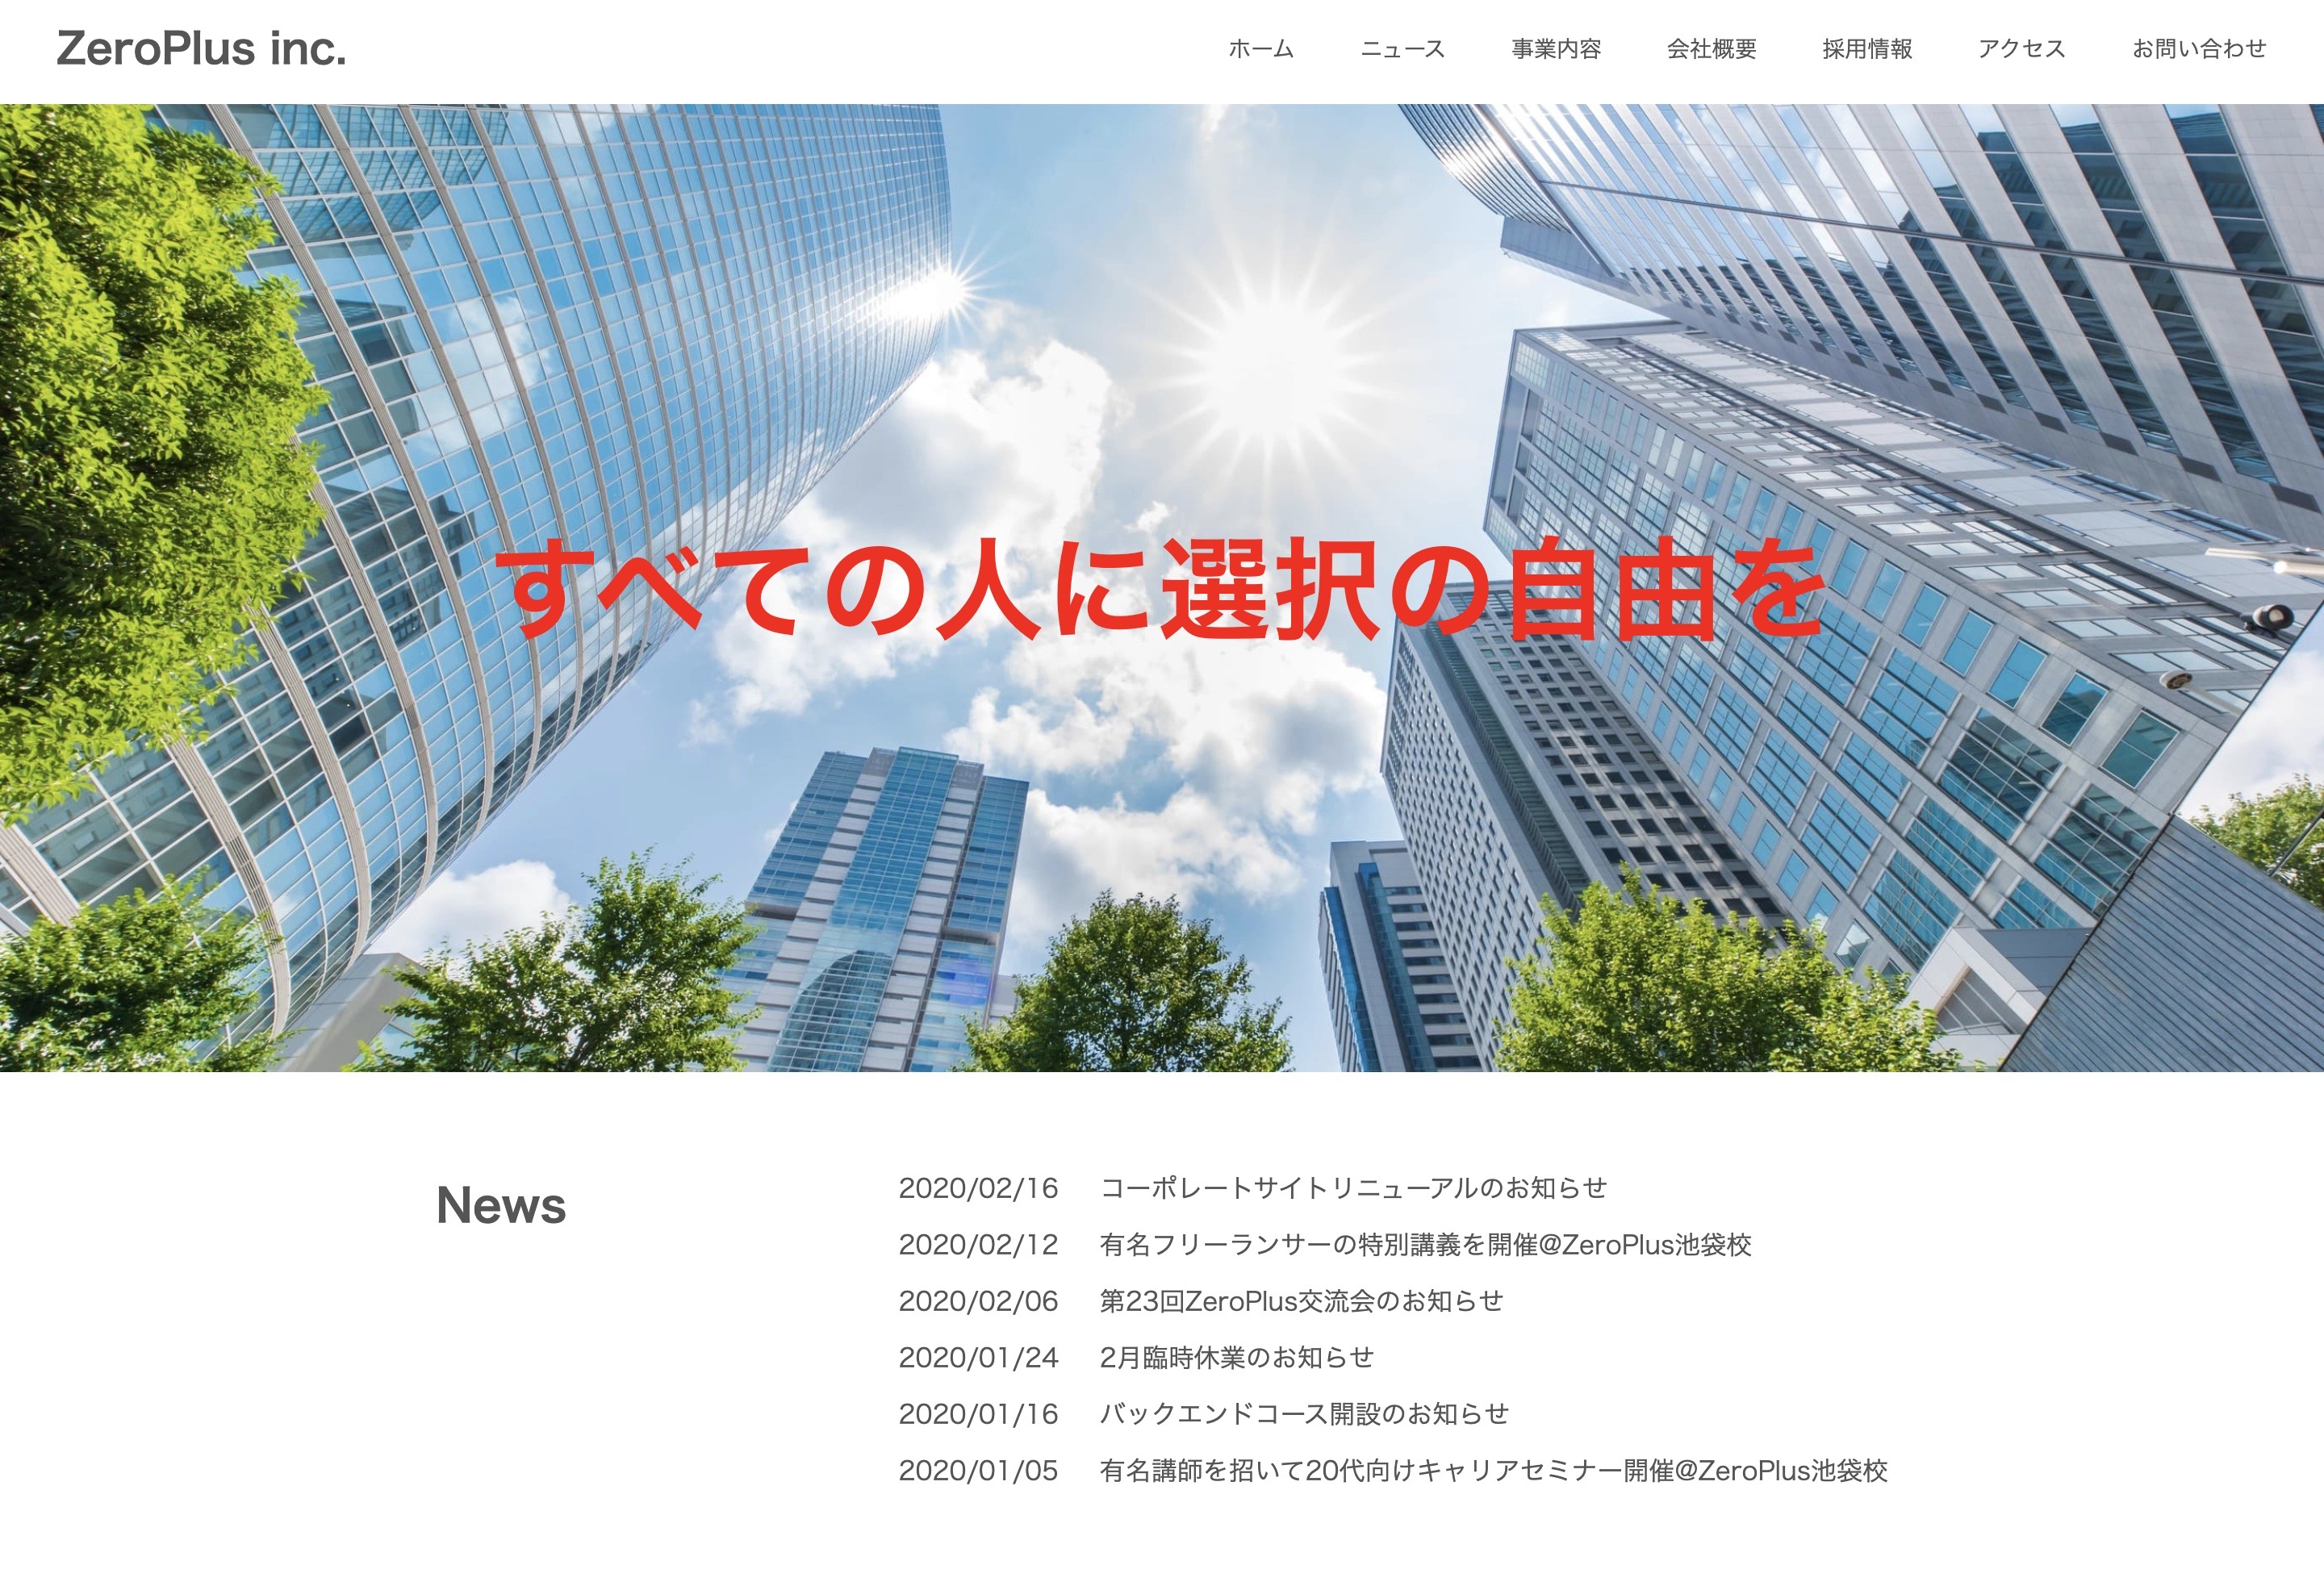 ZeroPlus inc.
ホーム ニュース 事業内容 会社概要 採用情報 アクセス お問い合わせ
すべての人に選択の自由を
News
2020/02/16 コーポレートサイトリニューアルのお知らせ
2020/02/12 有名フリーランサーの特別講義を開催@ZeroPlus池袋校
2020/02/06 第23回ZeroPlus交流会のお知らせ
2020/01/24 2月臨時休業のお知らせ
2020/01/16 バックエンドコース開設のお知らせ
2020/01/05 有名講師を招いて20代向けキャリアセミナー開催@ZeroPlus池袋校